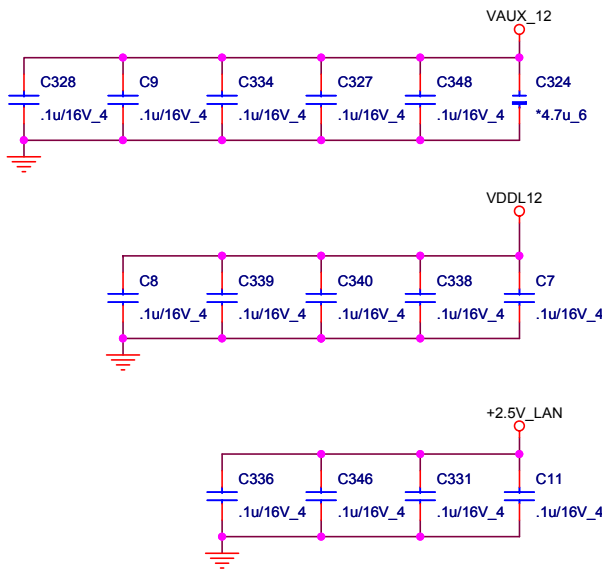 VAUX_12
C328 C9 C334 C327 C348 C324
.1u/16V_4 .1u/16V_4 .1u/16V_4 .1u/16V_4 .1u/16V_4 *4.7u_6
VDDL12
C8 C339 C340 C338 C7
.1u/16V_4 .1u/16V_4 .1u/16V_4 .1u/16V_4 .1u/16V_4
+2.5V_LAN
C336 C346 C331 C11
.1u/16V_4 .1u/16V_4 .1u/16V_4 .1u/16V_4